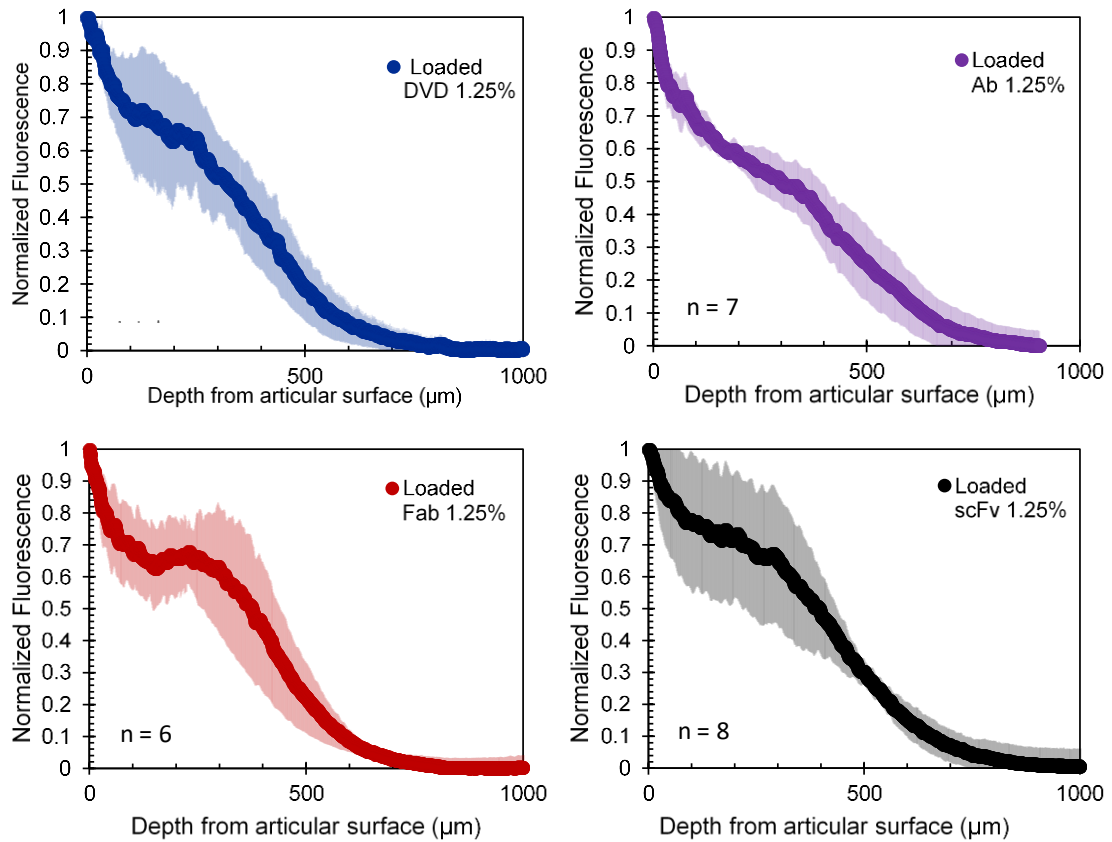 Normalized Fluorescence
1
0.9
0.8
0.7
0.6
0.5
0.4
0.3
0.2
0.1
0
Loaded
DVD 1.25%
0
500
1000
Depth from articular surface (μm)
Normalized Fluorescence
1
0.9
0.8
0.7
0.6
0.5
0.4
0.3
0.2
0.1
0
Loaded
Ab 1.25%
n = 7
0
500
1000
Depth from articular surface (μm)
Normalized Fluorescence
1
0.9
0.8
0.7
0.6
0.5
0.4
0.3
0.2
0.1
0
Loaded
Fab 1.25%
n = 6
0
500
1000
Depth from articular surface (μm)
Normalized Fluorescence
1
0.9
0.8
0.7
0.6
0.5
0.4
0.3
0.2
0.1
0
Loaded
scFv 1.25%
n = 8
0
500
1000
Depth from articular surface (μm)